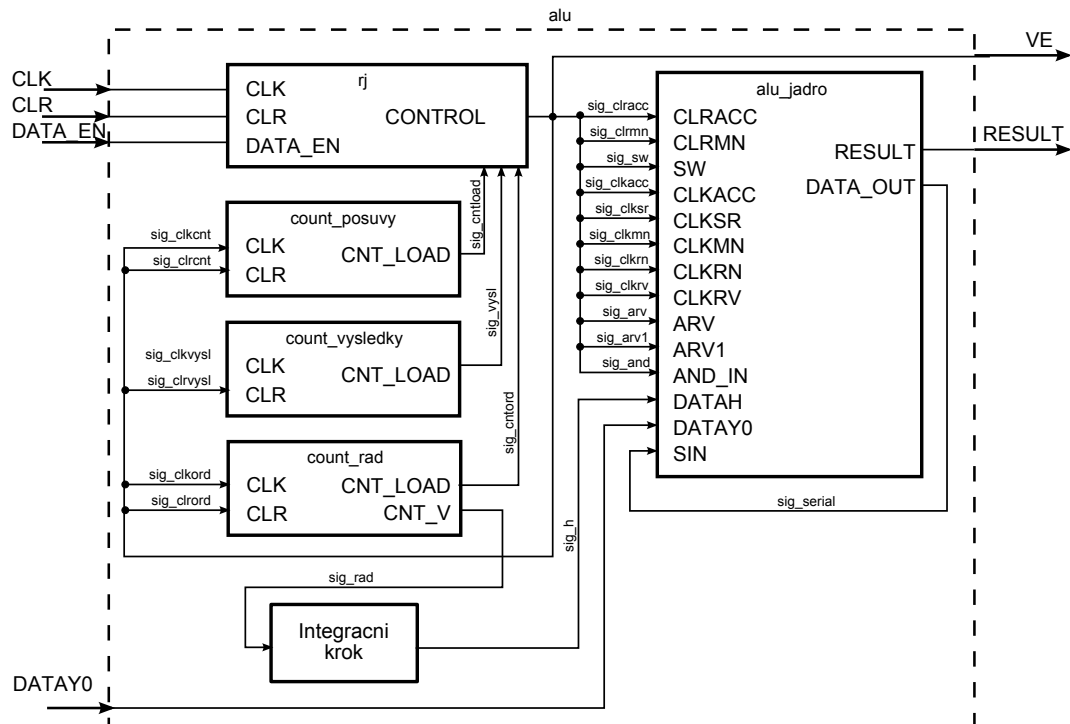 alu
VE
CLK
CLR
DATA_EN
rj
CLK
CLR
DATA_EN
CONTROL
sig_cntload
sig_vysl
sig_cntord
count_posuvy
sig_clkcnt
sig_clrcnt
CLK
CLR
CNT_LOAD
count_vysledky
sig_clkvysl
sig_clrvysl
CLK
CLR
CNT_LOAD
count_rad
sig_clkord
sig_clrord
CLK
CLR
CNT_LOAD
CNT_V
sig_rad
Integracni
krok
sig_h
sig_clracc
sig_clrmn
sig_sw
sig_clkacc
sig_clksr
sig_clkmn
sig_clkrn
sig_clkrv
sig_arv
sig_arv1
sig_and
alu_jadro
CLRACC
CLRMN
SW
CLKACC
CLKSR
CLKMN
CLKRN
CLKRV
ARV
ARV1
AND_IN
DATAH
DATAY0
SIN
RESULT
DATA_OUT
sig_serial
RESULT
DATAY0